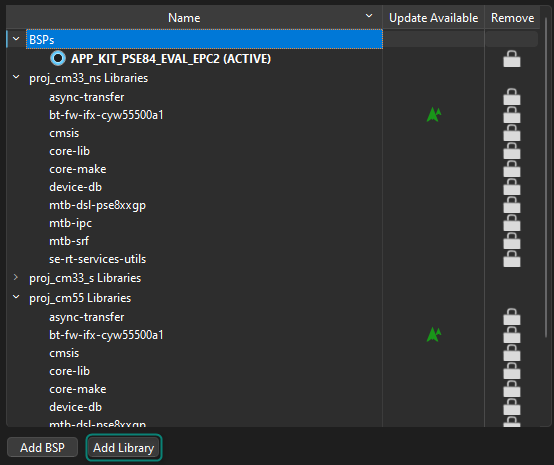 Name Update Available Remove
BSPs
APP_KIT_PSE84_EVAL_EPC2 (ACTIVE)
proj_cm33_ns Libraries
async-transfer
bt-fw-ifx-cyw55500a1
cmsis
core-lib
core-make
device-db
mtb-dsl-pse8xxgp
mtb-ipc
mtb-srf
se-rt-services-utils
proj_cm33_s Libraries
proj_cm55 Libraries
async-transfer
bt-fw-ifx-cyw55500a1
cmsis
core-lib
core-make
device-db
mtb-dsl-pse8xxgp
Add BSP Add Library